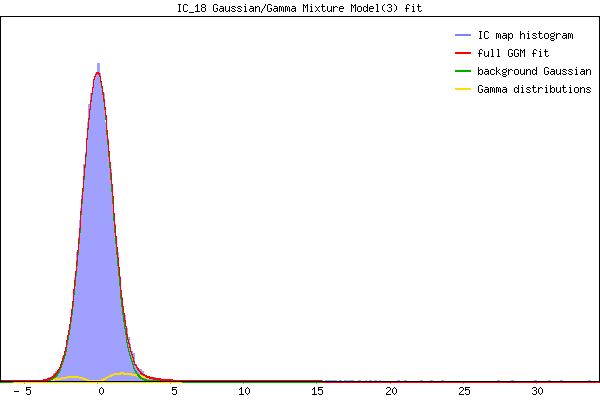 IC_18 Gaussian/Gamma Mixture Model(3) fit
IC map histogram
full GGM fit
background Gaussian
Gamma distributions
-5 0 5 10 15 20 25 30